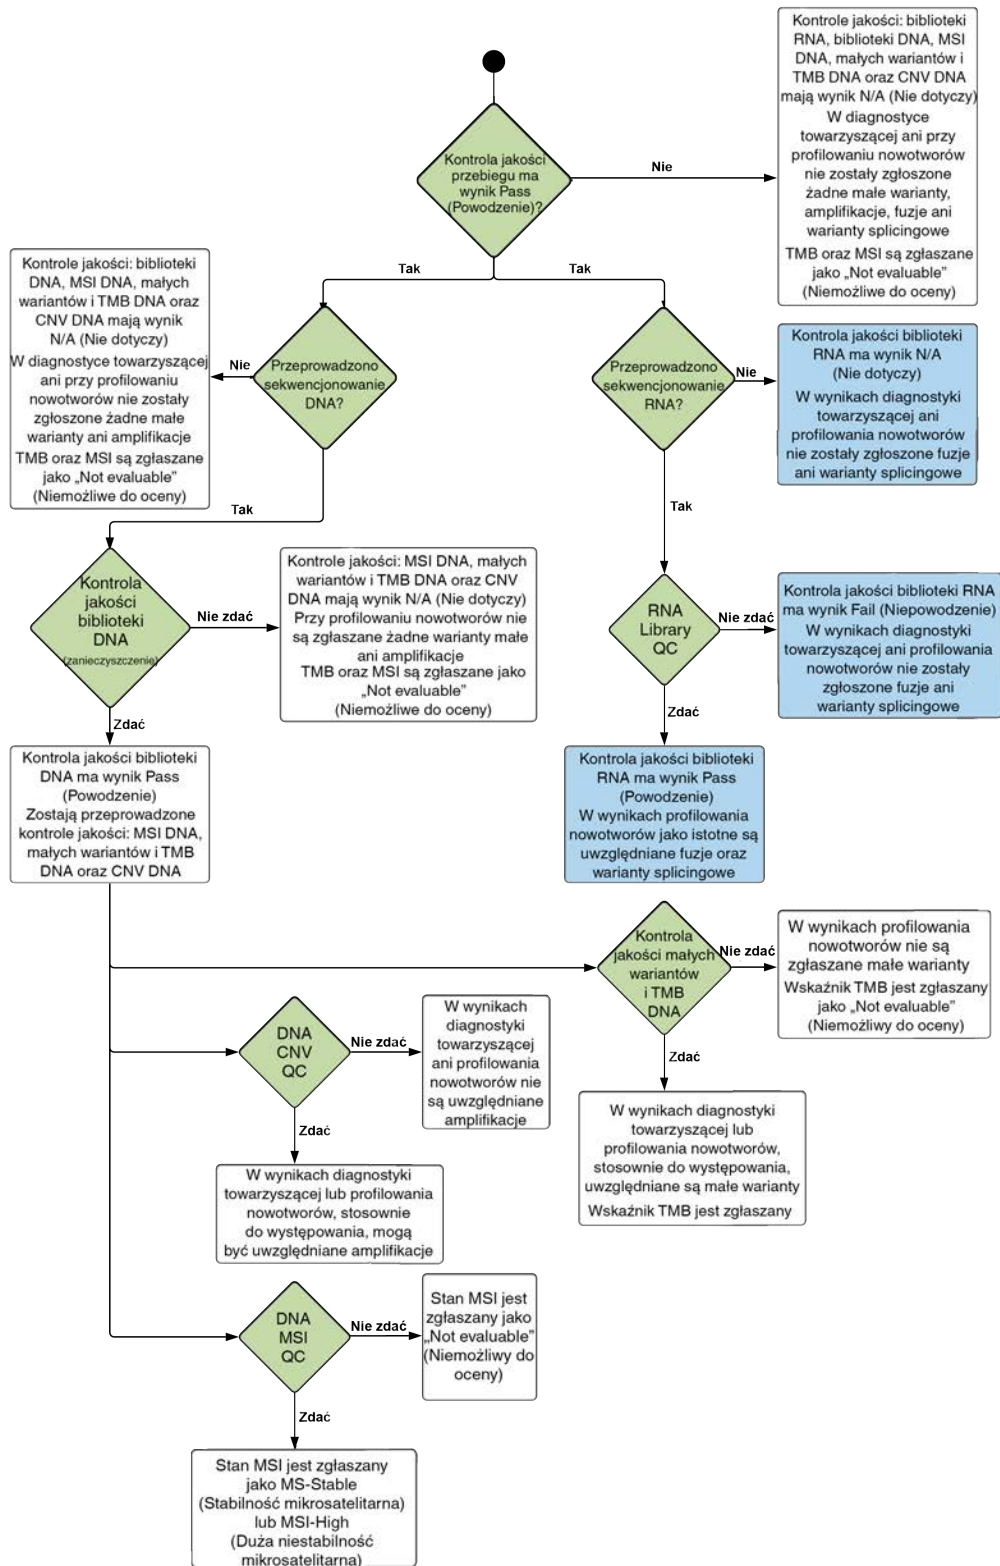 Kontrole jakości: biblioteki
RNA, biblioteki DNA, MSI
DNA, małych wariantów i
TMB DNA oraz CNV DNA
mają wynik N/A (Nie dotyczy)
W diagnostyce
towarzyszącej ani przy
profilowaniu nowotworów
nie zostały zgłoszone
żadne małe warianty,
amplifikacje, fuzje ani
warianty splicingowe
TMB oraz MSI są zgłaszane
jako „Not evaluable”
(Niemożliwe do oceny)
Kontrola jakości
przebiegu ma
wynik Pass
(Powodzenie)?
Nie
Tak
Tak
Kontrole jakości: biblioteki
DNA, MSI DNA, małych
wariantów i TMB DNA oraz
CNV DNA mają wynik
N/A (Nie dotyczy)
W diagnostyce towarzyszącej
ani przy profilowaniu
nowotworów nie zostały
zgłoszone żadne małe
warianty ani amplifikacje
TMB oraz MSI są zgłaszane
jako „Not evaluable”
(Niemożliwe do oceny)
Nie
Przeprowadzono
sekwencjonowanie
DNA?
Przeprowadzono
sekwencjonowanie
RNA?
Nie
Kontrola jakości biblioteki
RNA ma wynik N/A
(Nie dotyczy)
W wynikach diagnostyki
towarzyszącej ani
profilowania nowotworów
nie zostały zgłoszone fuzje
ani warianty splicingowe
Tak
Tak
Kontrola
jakości
biblioteki
DNA
(zanieczyszczenie)
Nie zdać
Kontrole jakości: MSI DNA, małych
wariantów i TMB DNA oraz CNV
DNA mają wynik N/A (Nie dotyczy)
Przy profilowaniu nowotworów nie
są zgłaszane żadne warianty małe
ani amplifikacje
TMB oraz MSI są zgłaszane jako
„Not evaluable”
(Niemożliwe do oceny)
RNA
Library
QC
Nie zdać
Kontrola jakości biblioteki RNA
ma wynik Fail (Niepowodzenie)
W wynikach diagnostyki
towarzyszącej ani profilowania
nowotworów nie zostały
zgłoszone fuzje ani
warianty splicingowe
Zdać
Zdać
Kontrola jakości biblioteki
DNA ma wynik Pass
(Powodzenie)
Zostają przeprowadzone
kontrole jakości: MSI DNA,
małych wariantów i TMB
DNA oraz CNV DNA
Kontrola jakości biblioteki
RNA ma wynik Pass
(Powodzenie)
W wynikach profilowania
nowotworów jako istotne są
uwzględniane fuzje oraz
warianty splicingowe
Kontrola
jakości małych
wariantów
i TMB
DNA
Nie zdać
W wynikach profilowania
nowotworów nie są
zgłaszane małe warianty
Wskaźnik TMB jest zgłaszany
jako „Not evaluable”
(Niemożliwy do oceny)
Zdać
W wynikach diagnostyki
towarzyszącej lub
profilowania nowotworów,
stosownie do występowania,
uwzględniane są małe warianty
Wskaźnik TMB jest zgłaszany
DNA
CNV
QC
Nie zdać
W wynikach
diagnostyki
towarzyszącej
ani profilowania
nowotworów nie
są uwzględniane
amplifikacje
Zdać
W wynikach diagnostyki
towarzyszącej lub profilowania
nowotworów, stosownie
do występowania, mogą
być uwzględniane amplifikacje
DNA
MSI
QC
Nie zdać
Stan MSI jest
zgłaszany jako
„Not evaluable”
(Niemożliwy do
oceny)
Zdać
Stan MSI jest zgłaszany
jako MS-Stable
(Stabilność mikrosatelitarna)
lub MSI-High
(Duża niestabilność
mikrosatelitarna)